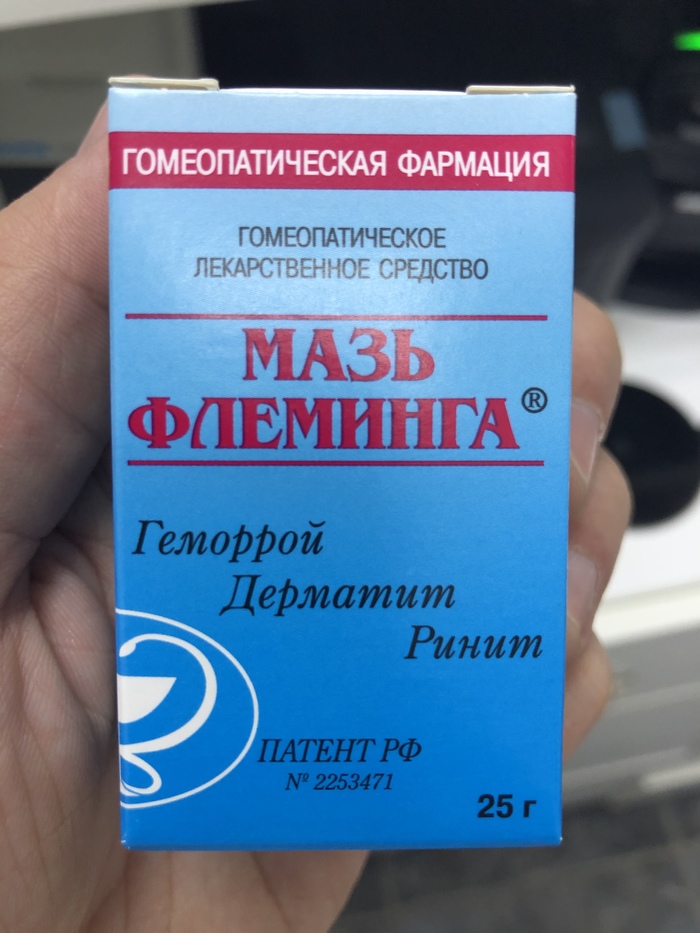 ГОМЕОПАТИЧЕСКАЯ ФАРМАЦИЯ
ГОМЕОПАТИЧЕСКОЕ
ЛЕКАРСТВЕННОЕ СРЕДСТВО
МАЗЬ
ФЛЕМИНГА®
Геморрой
Дерматит
Ринит
ПАТЕНТ РФ
№ 2253471
25 г